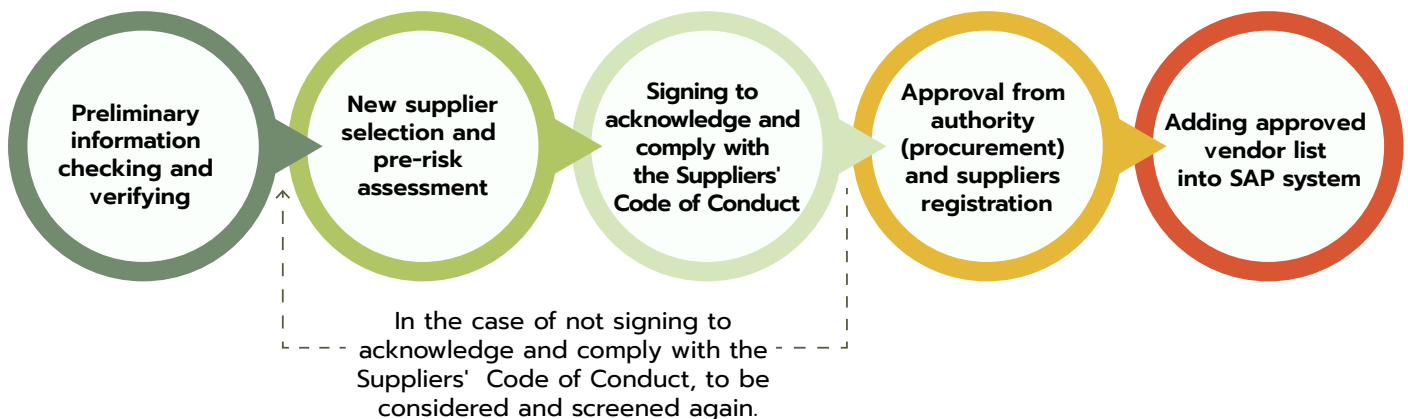 Preliminary
information
checking and
verifying
New supplier
selection and
pre-risk
assessment
Signing to
acknowledge and
comply with
the Suppliers'
Code of Conduct
Approval from
authority
(procurement)
and suppliers
registration
Adding approved
vendor list
into SAP system
In the case of not signing to
acknowledge and comply with the
Suppliers' Code of Conduct, to be
considered and screened again.